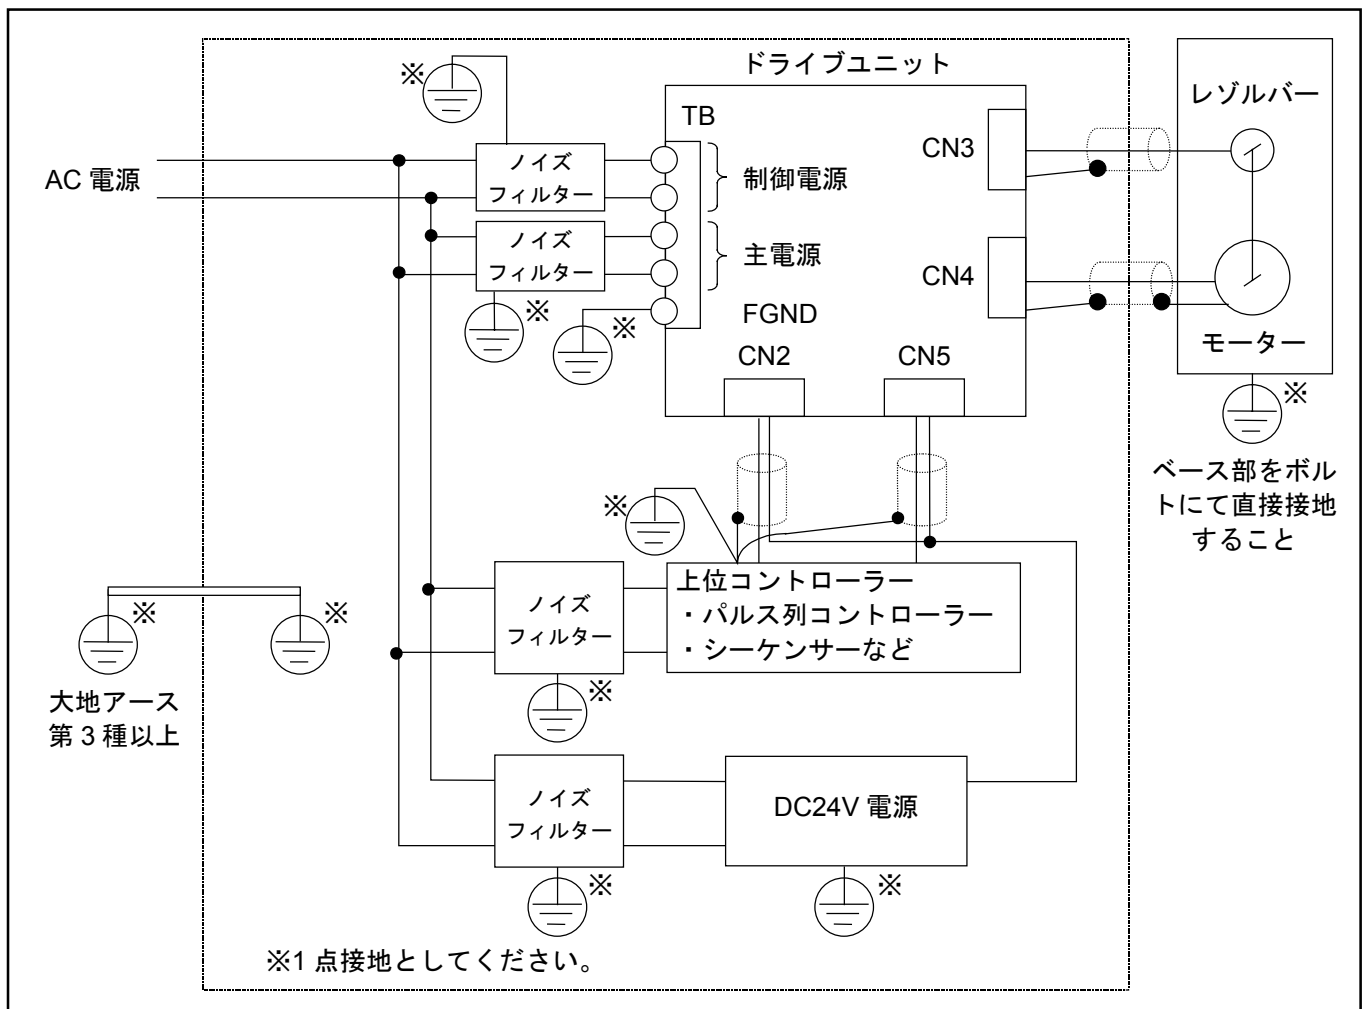 ドライブユニット
※
TB
レゾルバー
CN3
AC 電源
ノイズ
フィルター
制御電源
ノイズ
フィルター
主電源
CN4
※
※
FGND
モーター
CN2
CN5
※
ベース部をボル
トにて直接接地
すること
※
上位コントローラー
・パルス列コントローラー
・シーケンサーなど
ノイズ
フィルター
※
※
※
大地アース
第 3 種以上
ノイズ
フィルター
DC24V 電源
※
※
※1 点接地としてください。